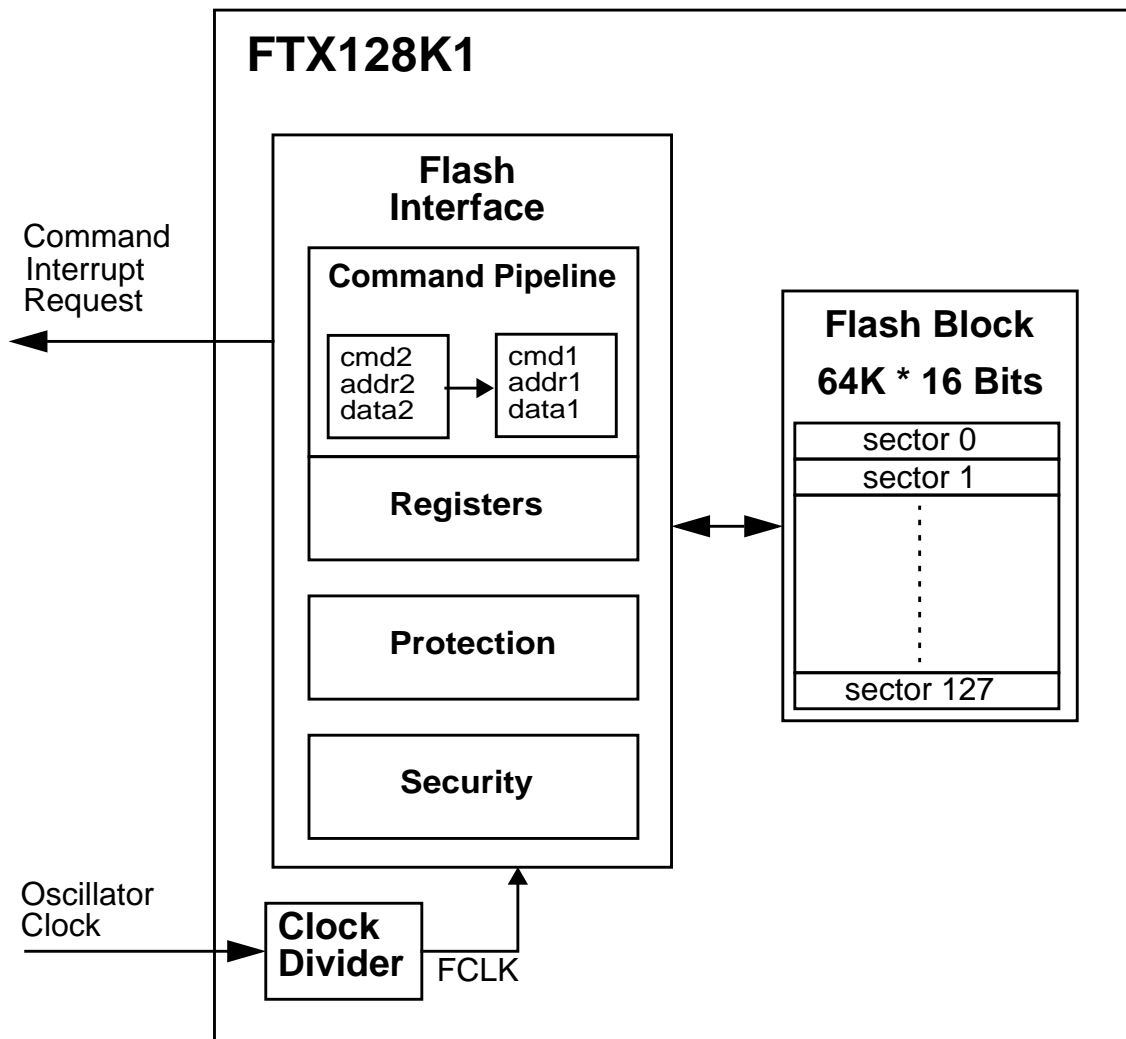 FTX128K1
Flash
Interface
Command
Interrupt
Request
Command Pipeline
cmd2
addr2
data2
cmd1
addr1
data1
Registers
Protection
Security
Flash Block
64K * 16 Bits
sector 0
sector 1
sector 127
Oscillator
Clock
Clock
Divider
FCLK